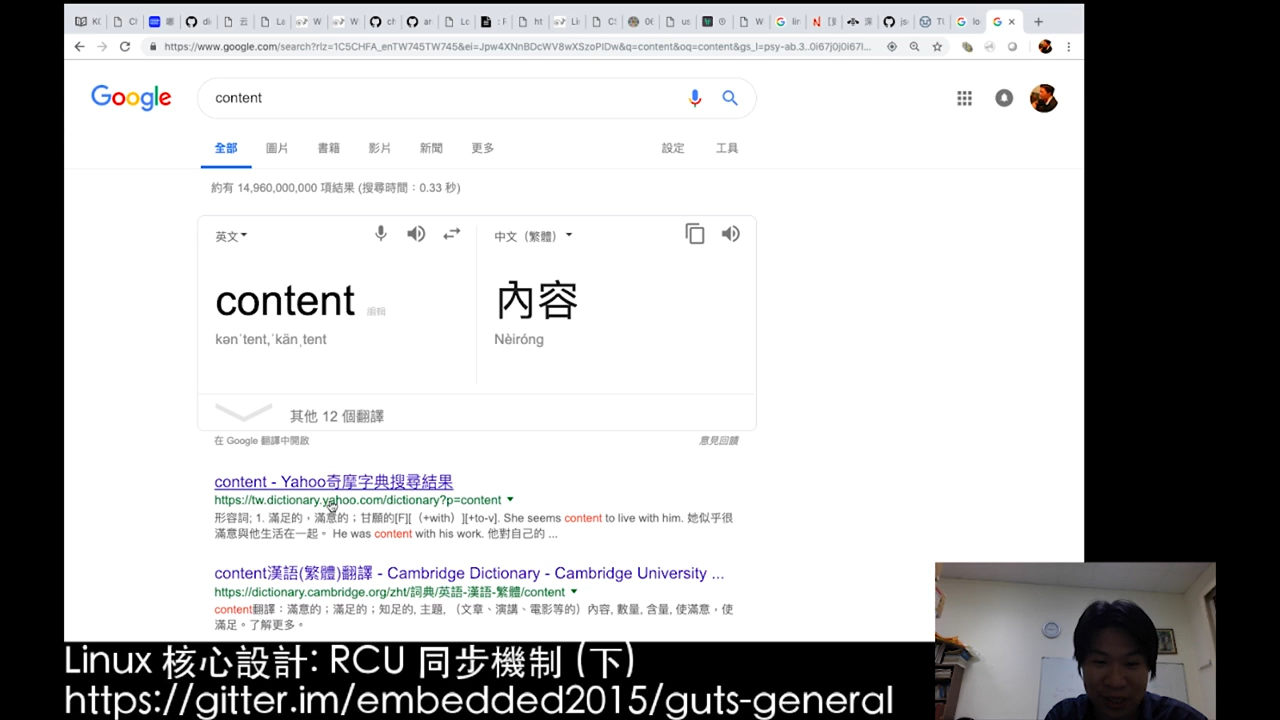 https://www.google.com/search?rlz=1C5CHFA_enTW745TW745&ei=Jpw4XNnBDcWV8wXSzoPIDw&q=content&oq=content&gs_l=psy-ab.3..0i67j0j0i67l...
Google
content
全部 圖片 書籍 影片 新聞 更多 設定 工具
約有 14,960,000,000 項結果 (搜尋時間：0.33 秒)
英文 中文（繁體）
content 編輯 內容
kənˈtent,ˈkänˌtent Nèiróng
其他 12 個翻譯
在 Google 翻譯中開啟 意見回饋
content - Yahoo奇摩字典搜尋結果
https://tw.dictionary.yahoo.com/dictionary?p=content
形容詞; 1. 滿足的，滿意的；甘願的[F][（+with）][+to-v]. She seems content to live with him. 她似乎很
滿意與他生活在一起。 He was content with his work. 他對自己的 ...
content漢語(繁體)翻譯 - Cambridge Dictionary - Cambridge University ...
https://dictionary.cambridge.org/zht/詞典/英語-漢語-繁體/content
content翻譯：滿意的；滿足的；知足的, 主題, （文章、演講、電影等的）內容, 數量, 含量, 使滿意，使
滿足。了解更多。
Linux 核心設計: RCU 同步機制 (下)
https://gitter.im/embedded2015/guts-general